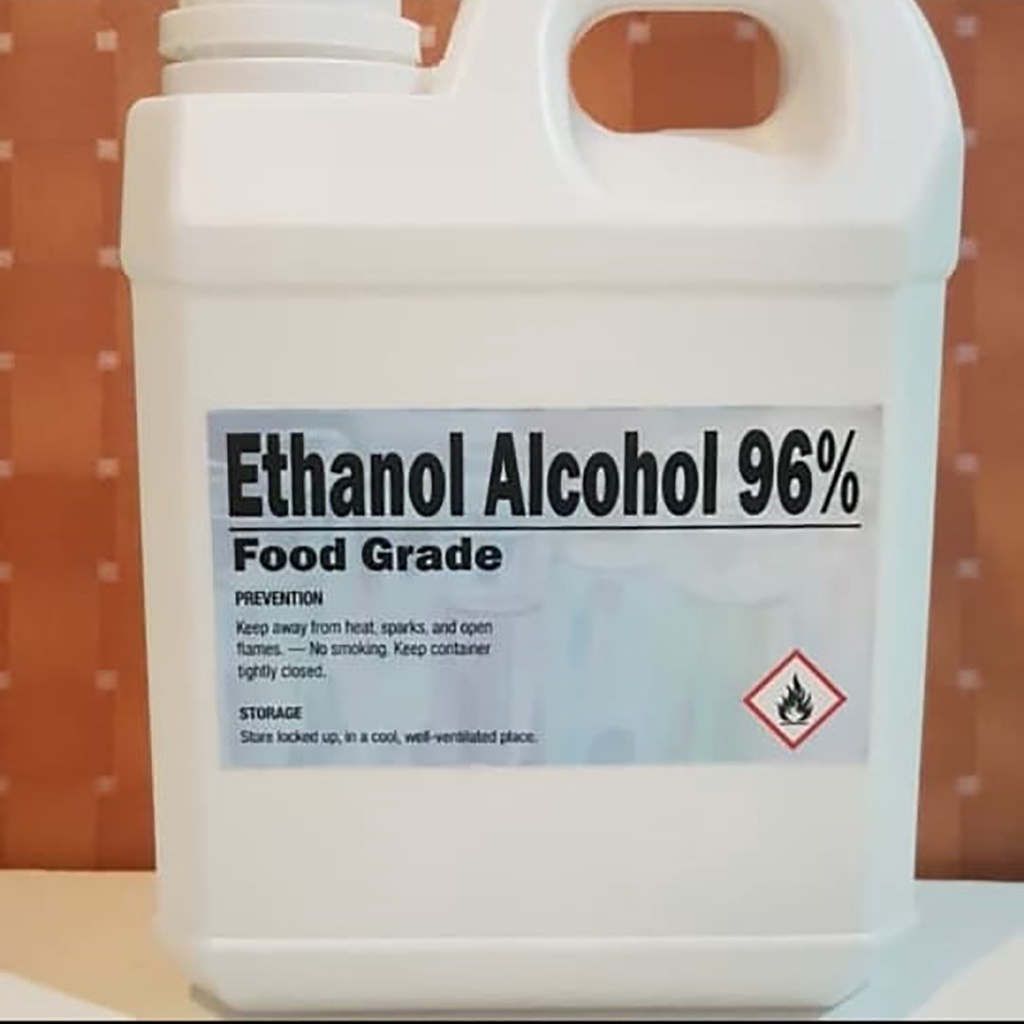 Ethanol Alcohol 96%
Food Grade
PREVENTION
Keep away from heat, sparks, and open
flames. — No smoking. Keep container
tightly closed.
STORAGE
Store locked up, in a cool, well-ventilated place.